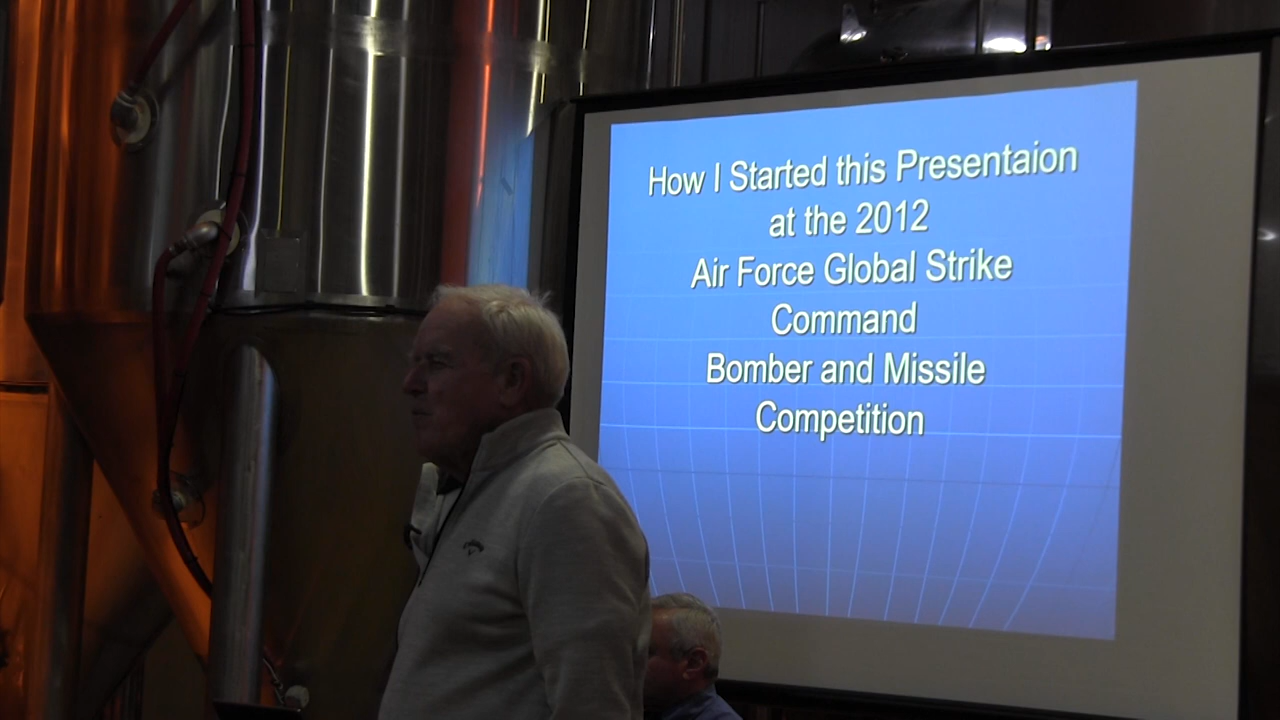 How I Started this Presentaion
at the 2012
Air Force Global Strike
Command
Bomber and Missile
Competition